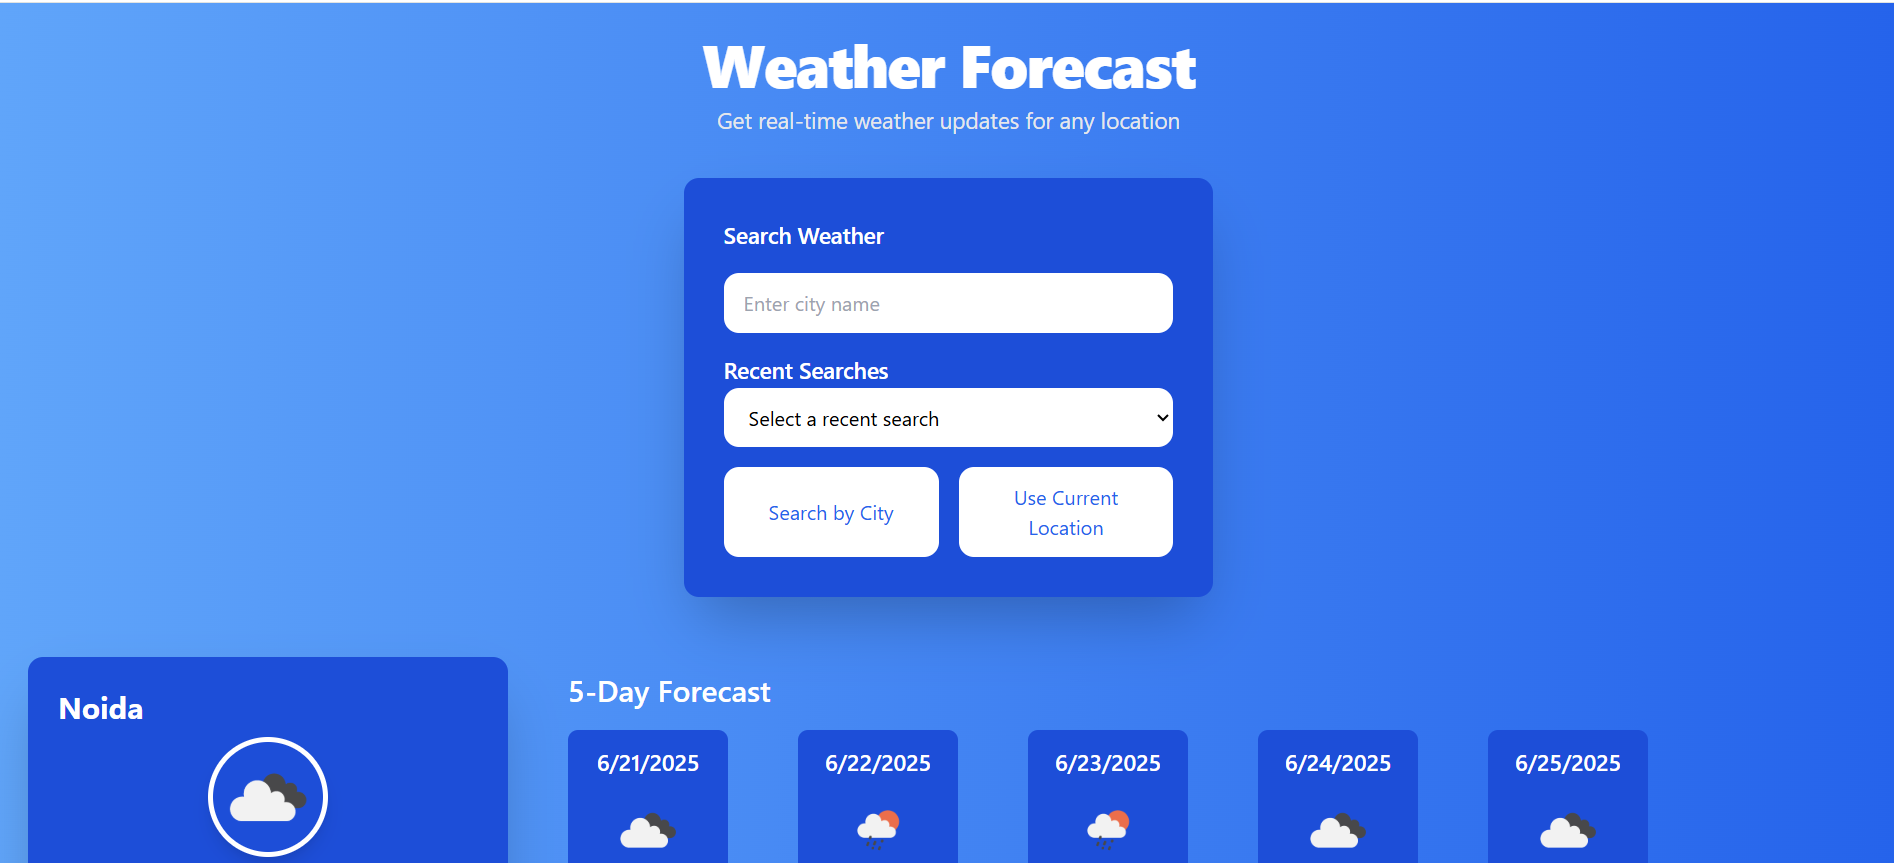 Weather Forecast
Get real-time weather updates for any location
Search Weather
Enter city name
Recent Searches
Select a recent search
Search by City
Use Current
Location
Noida
5-Day Forecast
6/21/2025
6/22/2025
6/23/2025
6/24/2025
6/25/2025